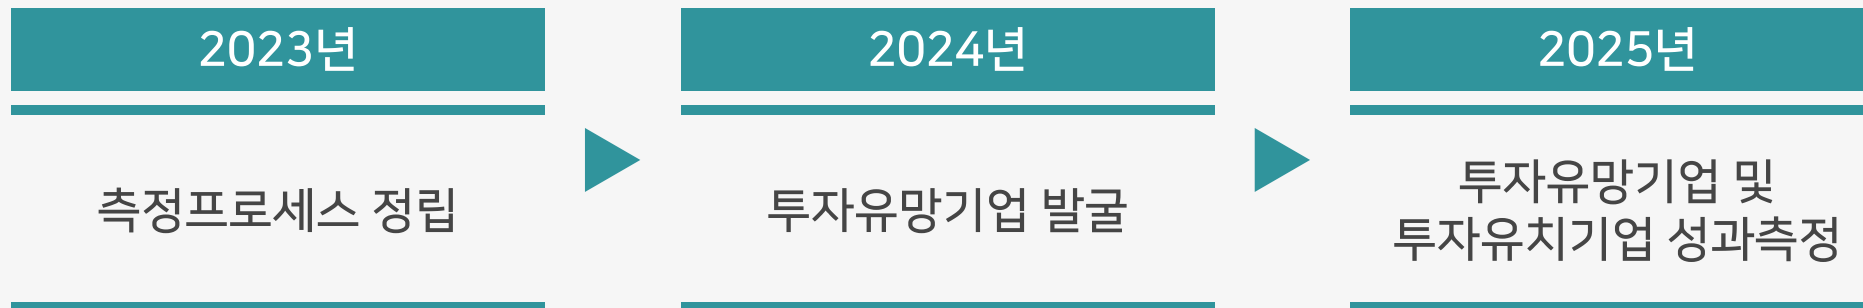 2023년
측정프로세스 정립
2024년
투자유망기업 발굴
2025년
투자유망기업 및
투자유치기업 성과측정